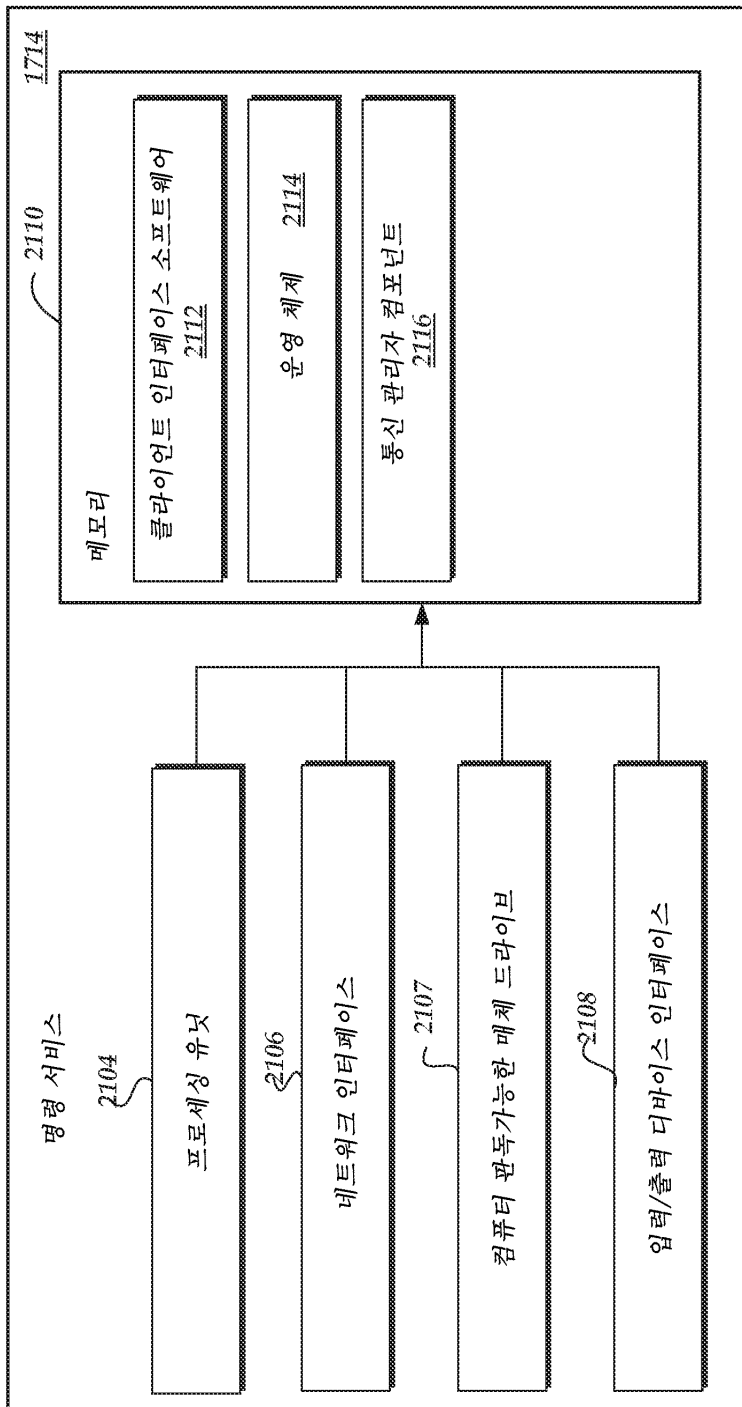 명령 서비스
1714
2104
프로세싱 유닛
2106
네트워크 인터페이스
2107
컴퓨터 판독가능한 매체 드라이브
2108
입력/출력 디바이스 인터페이스
2110
메모리
클라이언트 인터페이스 소프트웨어
2112
운영 체제
2114
통신 관리자 컴포넌트
2116